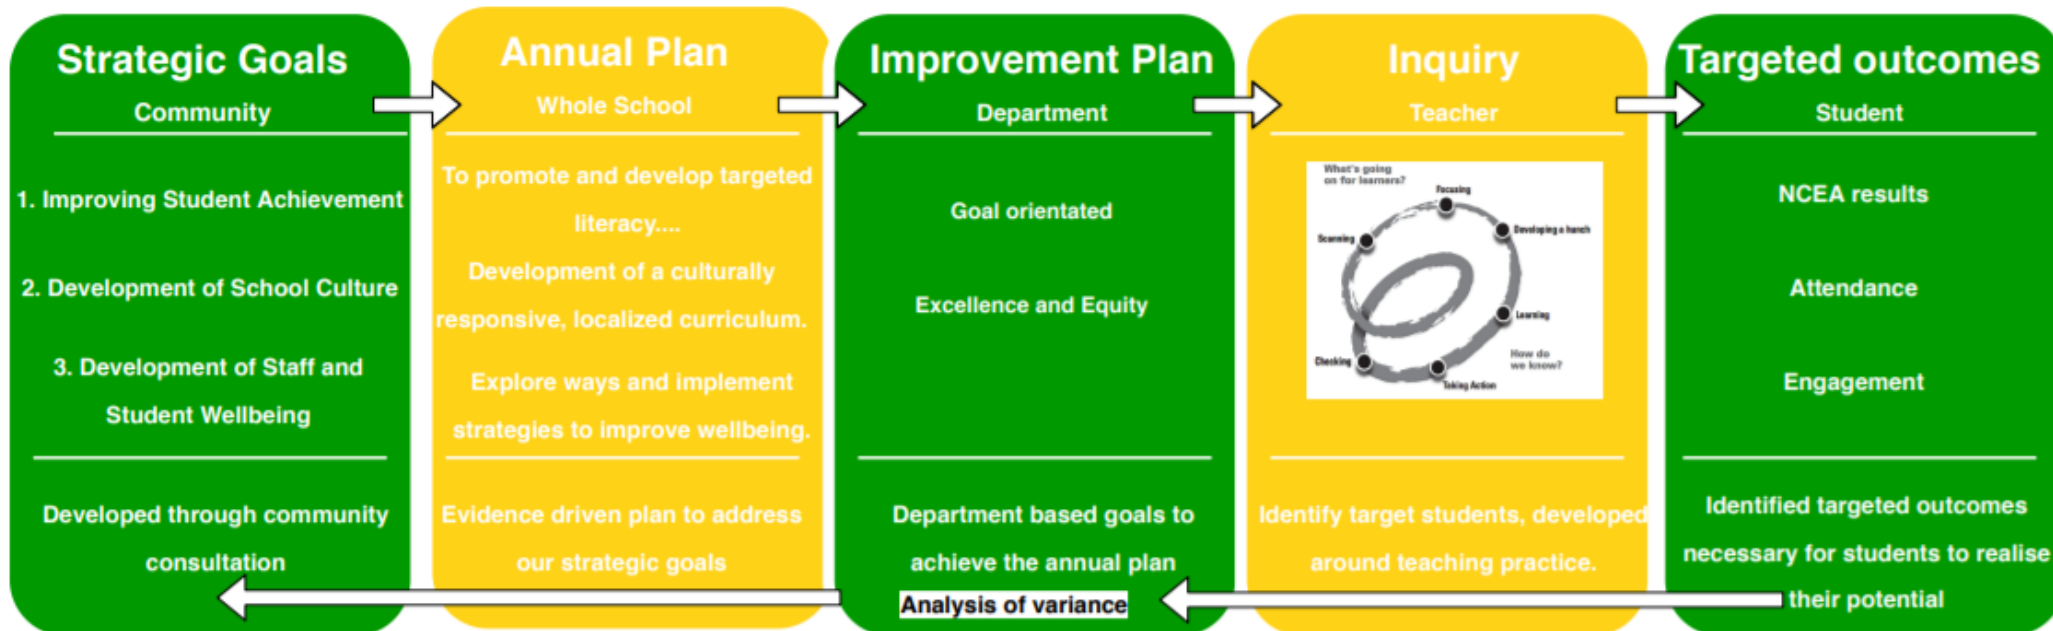 Strategic Goals
Community
1. Improving Student Achievement
2. Development of School Culture
3. Development of Staff and
Student Wellbeing
Developed through community
consultation
Annual Plan
Whole School
To promote and develop targeted
literacy....
Development of a culturally
responsive, localized curriculum.
Explore ways and implement
strategies to improve wellbeing.
Evidence driven plan to address
our strategic goals
Improvement Plan
Department
Goal orientated
Excellence and Equity
Department based goals to
achieve the annual plan
Analysis of variance
Inquiry
Teacher
What's going
on for learners?
Focusing
Developing a hunch
Scanning
Learning
Checking
How do
we know?
Taking Action
Identify target students, developed
around teaching practice.
Targeted outcomes
Student
NCEA results
Attendance
Engagement
Identified targeted outcomes
necessary for students to realise
their potential